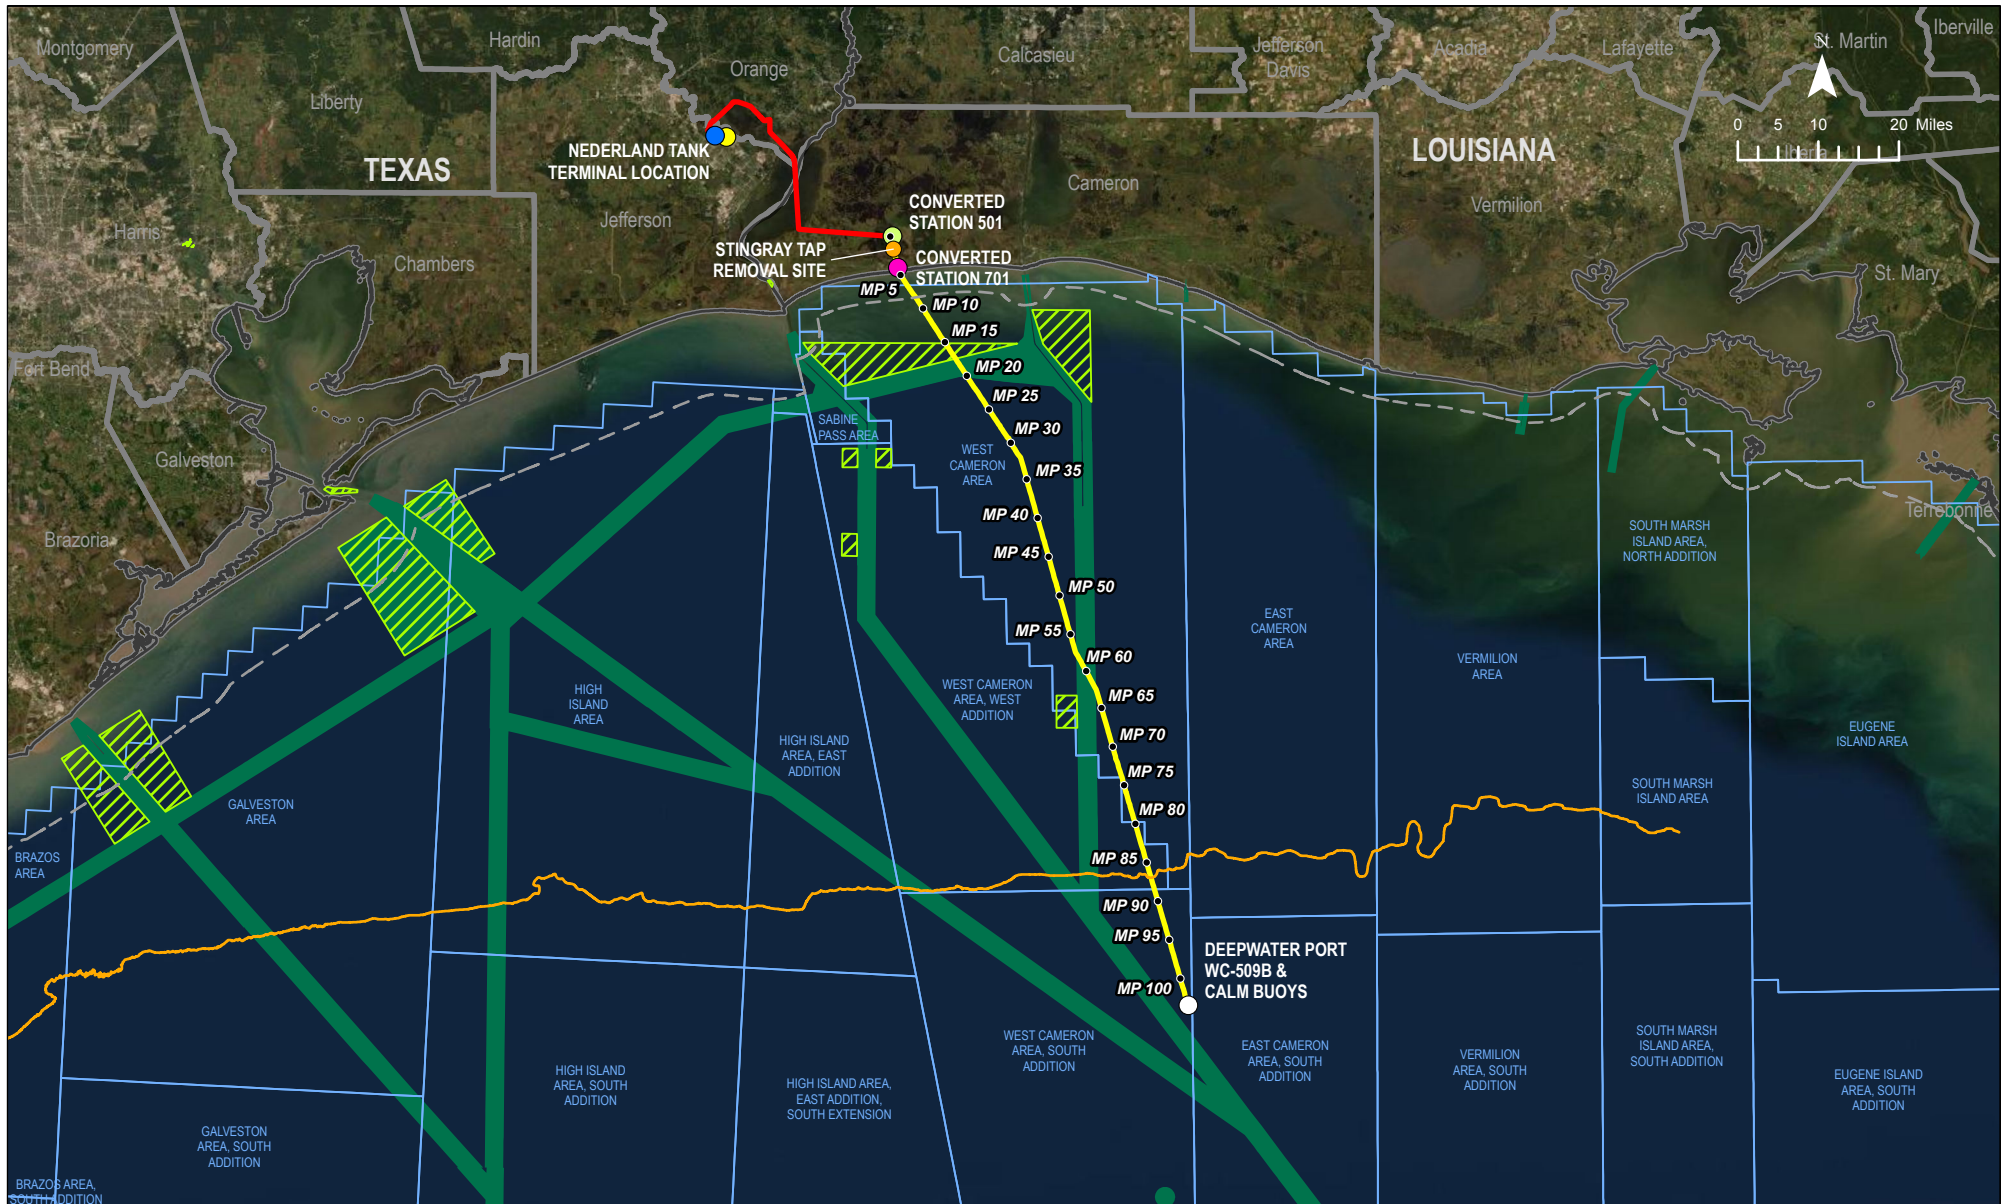 Montgomery
Hardin
Orange
Calcasieu
Jefferson
Davis
Acadia
Lafayette
St. Martin
Iberville
N
Liberty
0 5 10 20 Miles
Iberia
NEDERLAND TANK
TERMINAL LOCATION
TEXAS
LOUISIANA
Cameron
Vermilion
Harris
Jefferson
CONVERTED
STATION 501
STINGRAY TAP
REMOVAL SITE
CONVERTED
STATION 701
Chambers
St. Mary
MP 5
MP 10
MP 15
MP 20
MP 25
MP 30
MP 35
MP 40
MP 45
MP 50
MP 55
MP 60
MP 65
MP 70
MP 75
MP 80
MP 85
MP 90
MP 95
MP 100
Fort Bend
Galveston
Brazoria
Terrebonne
SABINE
PASS AREA
WEST
CAMERON
AREA
SOUTH MARSH
ISLAND AREA,
NORTH ADDITION
EAST
CAMERON
AREA
VERMILION
AREA
HIGH
ISLAND
AREA
WEST CAMERON
AREA, WEST
ADDITION
HIGH ISLAND
AREA, EAST
ADDITION
EUGENE
ISLAND AREA
SOUTH MARSH
ISLAND AREA
GALVESTON
AREA
BRAZOS
AREA
DEEPWATER PORT
WC-509B &
CALM BUOYS
WEST CAMERON
AREA, SOUTH
ADDITION
EAST CAMERON
AREA, SOUTH
ADDITION
VERMILION
AREA, SOUTH
ADDITION
SOUTH MARSH
ISLAND AREA,
SOUTH ADDITION
EUGENE ISLAND
AREA, SOUTH
ADDITION
HIGH ISLAND
AREA, SOUTH
ADDITION
HIGH ISLAND AREA,
EAST ADDITION,
SOUTH EXTENSION
GALVESTON
AREA, SOUTH
ADDITION
BRAZOS AREA,
SOUTH ADDITION